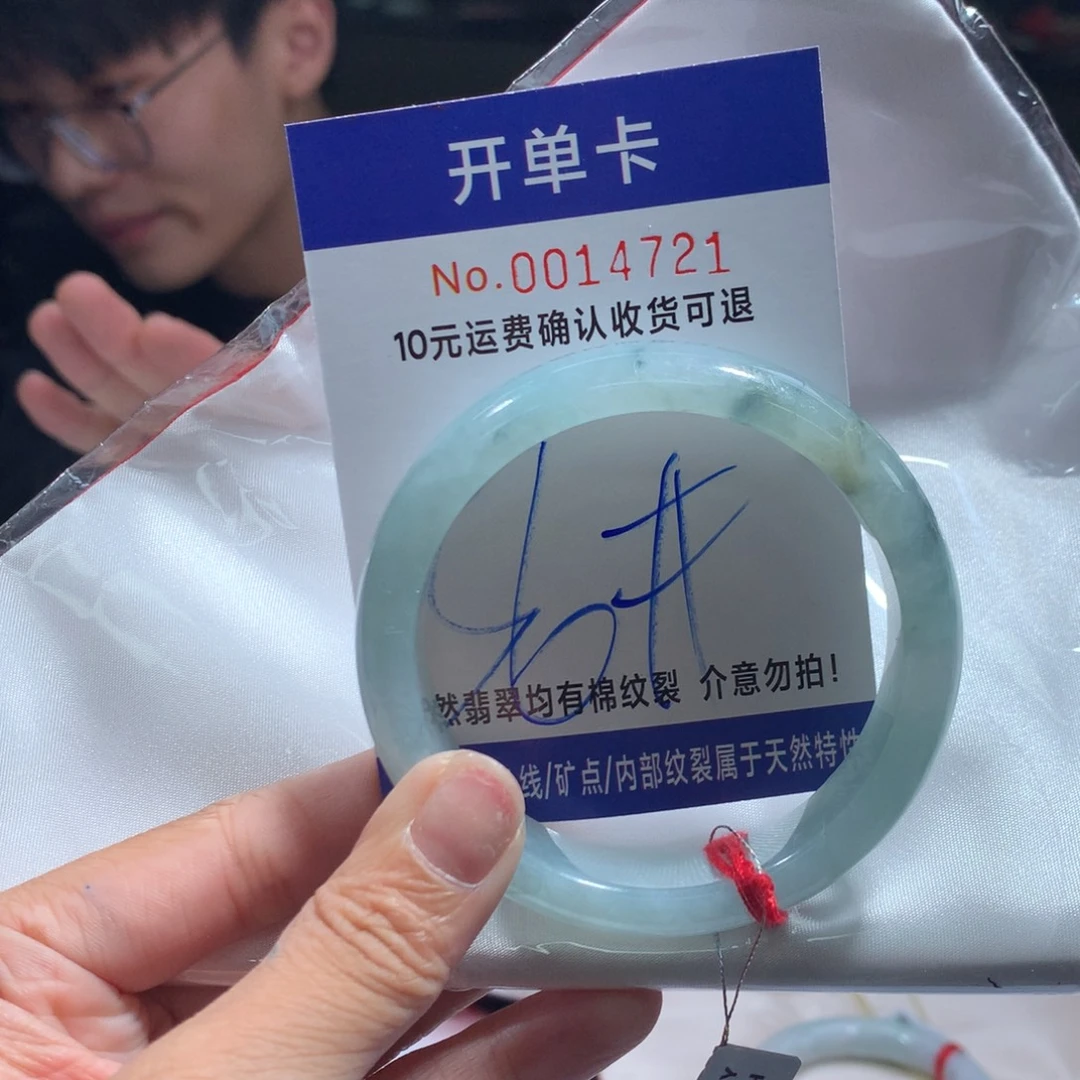 开单卡
No.0014721
10元运费确认收货可退
然翡翠均有棉纹裂 介意勿拍!
线/矿点/内部纹裂属于天然特性